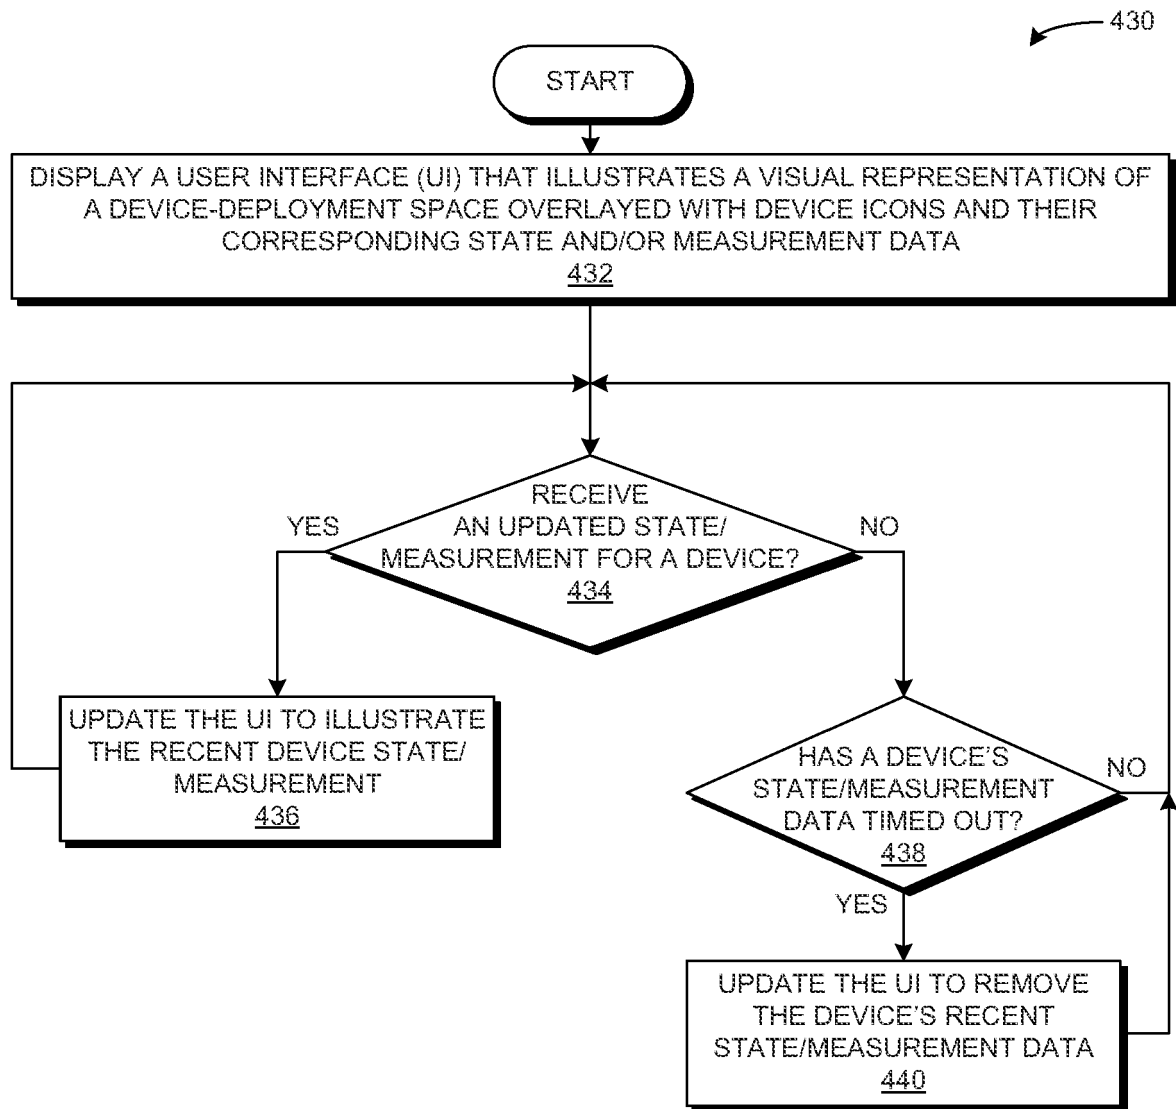 430
START
DISPLAY A USER INTERFACE (UI) THAT ILLUSTRATES A VISUAL REPRESENTATION OF
A DEVICE-DEPLOYMENT SPACE OVERLAYED WITH DEVICE ICONS AND THEIR
CORRESPONDING STATE AND/OR MEASUREMENT DATA
432
RECEIVE
AN UPDATED STATE/
MEASUREMENT FOR A DEVICE?
434
YES
NO
UPDATE THE UI TO ILLUSTRATE
THE RECENT DEVICE STATE/
MEASUREMENT
436
HAS A DEVICE'S
STATE/MEASUREMENT
DATA TIMED OUT?
438
NO
YES
UPDATE THE UI TO REMOVE
THE DEVICE'S RECENT
STATE/MEASUREMENT DATA
440